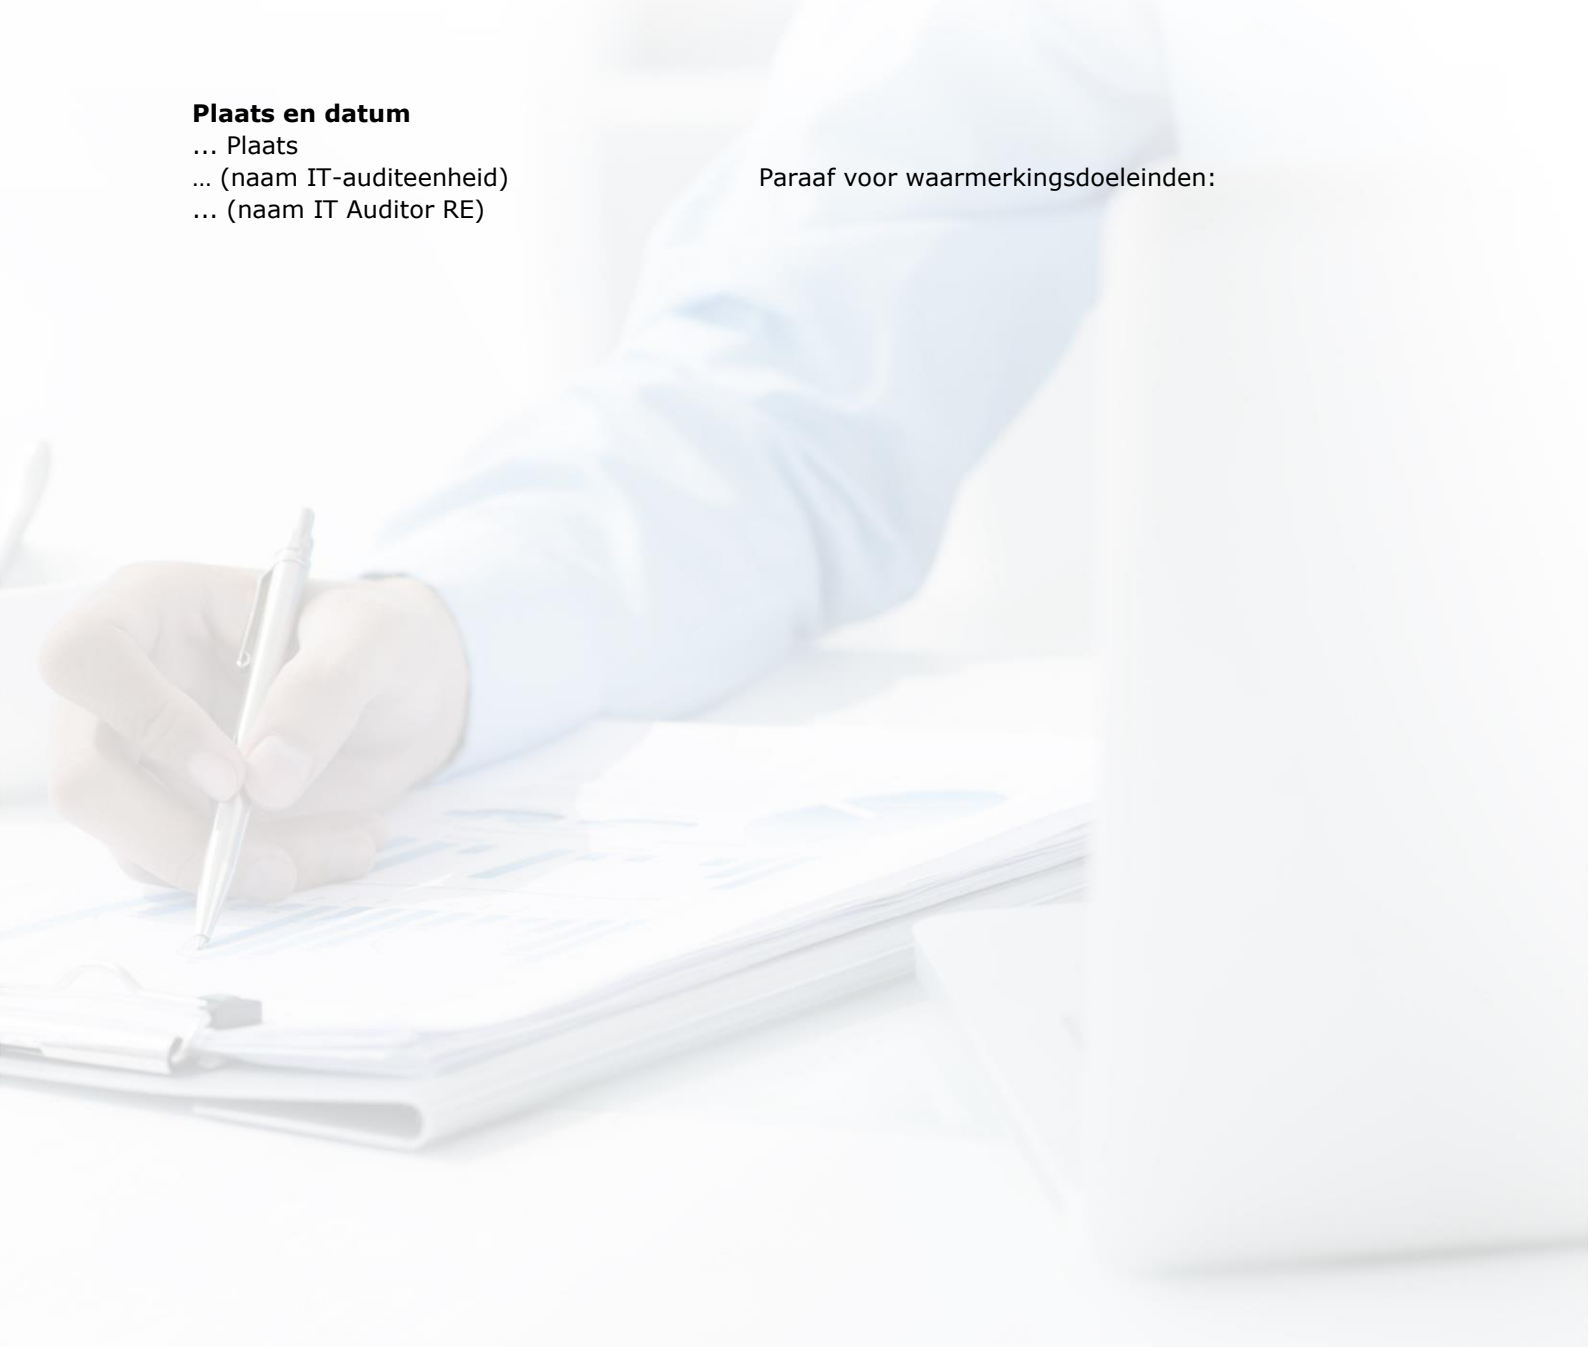 Plaats en datum
... Plaats
... (naam IT-auditeenheid) Paraaf voor waarmerkingsdoeleinden:
... (naam IT Auditor RE)